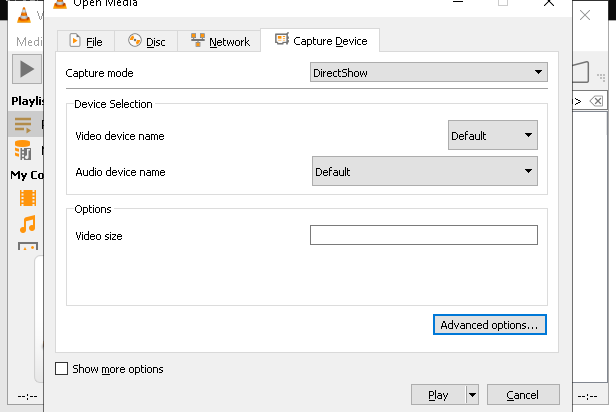 Open Media
Medi
File
Disc
Network
Capture Device
Capture mode
DirectShow
Playlis
Device Selection
Video device name
Default
Audio device name
Default
My Co
Options
Video size
Advanced options...
Show more options
Play
Cancel
--:--
--:--